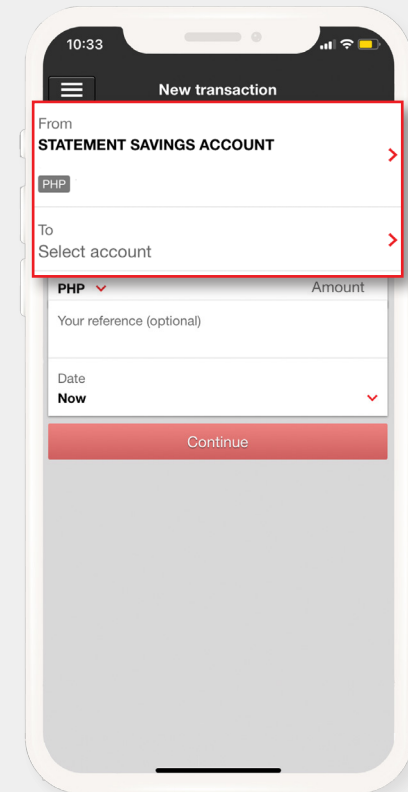 10:33
New transaction
From
STATEMENT SAVINGS ACCOUNT
PHP
To
Select account
PHP Amount
Your reference (optional)
Date
Now
Continue